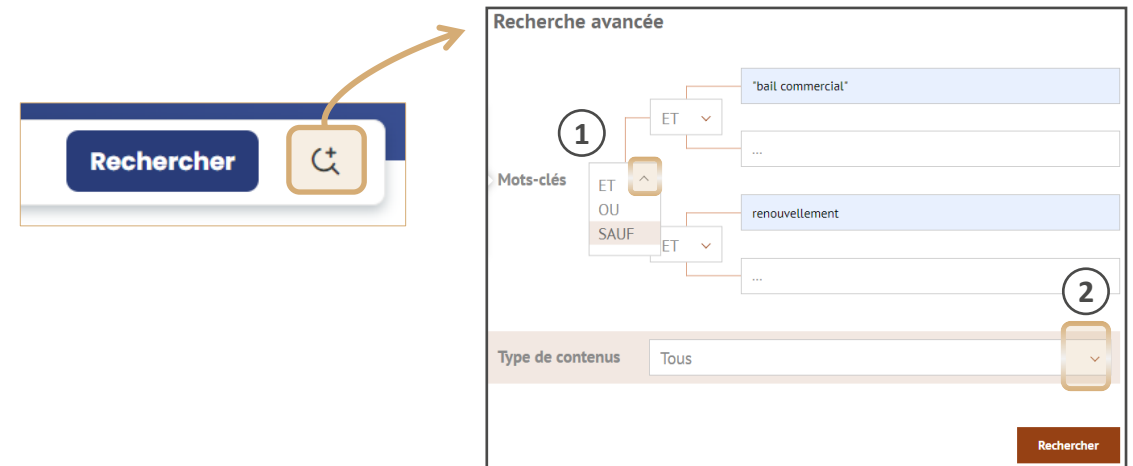 Rechercher
Recherche avancée
"bail commercial"
ET
...
1
Mots-clés
ET
OU
SAUF
renouvellement
ET
...
2
Type de contenus
Tous
Rechercher